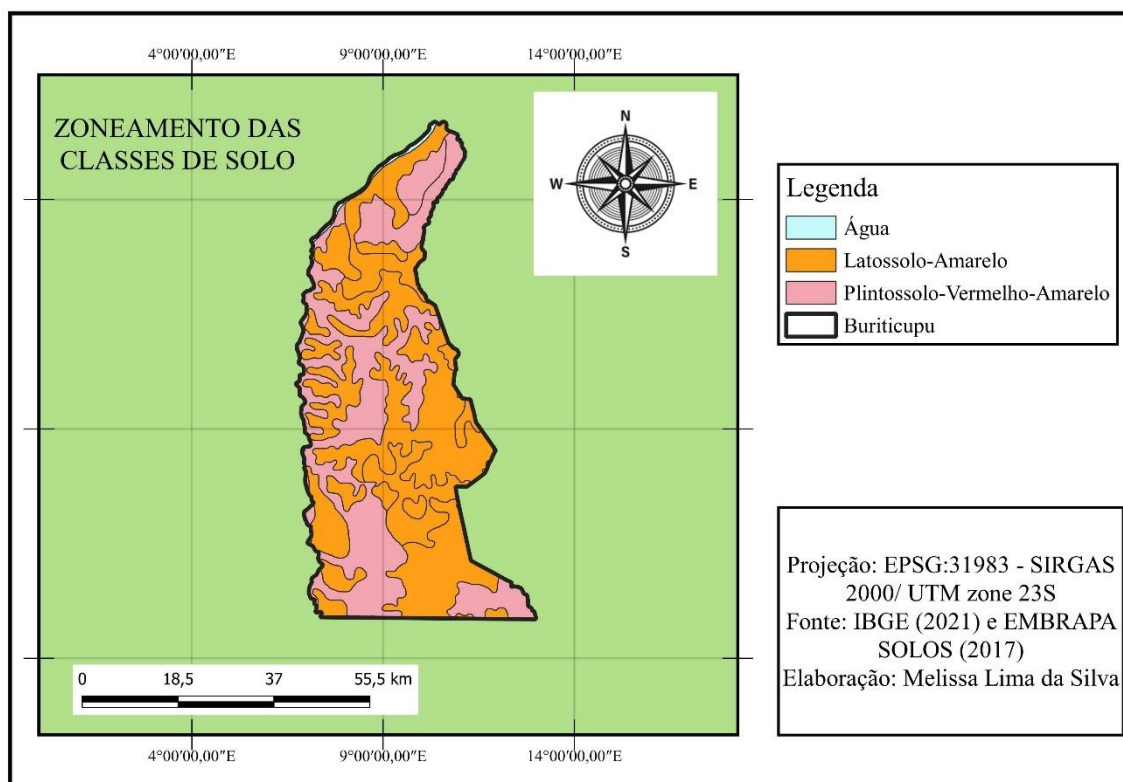 4°00'00,00"E 9°00'00,00"E 14°00'00,00"E
ZONEAMENTO DAS
CLASSES DE SOLO
N
W E
S
Legenda
Água
Latossolo-Amarelo
Plintossolo-Vermelho-Amarelo
Buriticupu
Projeção: EPSG:31983 - SIRGAS
2000/ UTM zone 23S
Fonte: IBGE (2021) e EMBRAPA
SOLOS (2017)
Elaboração: Melissa Lima da Silva
0 18,5 37 55,5 km
4°00'00,00"E 9°00'00,00"E 14°00'00,00"E